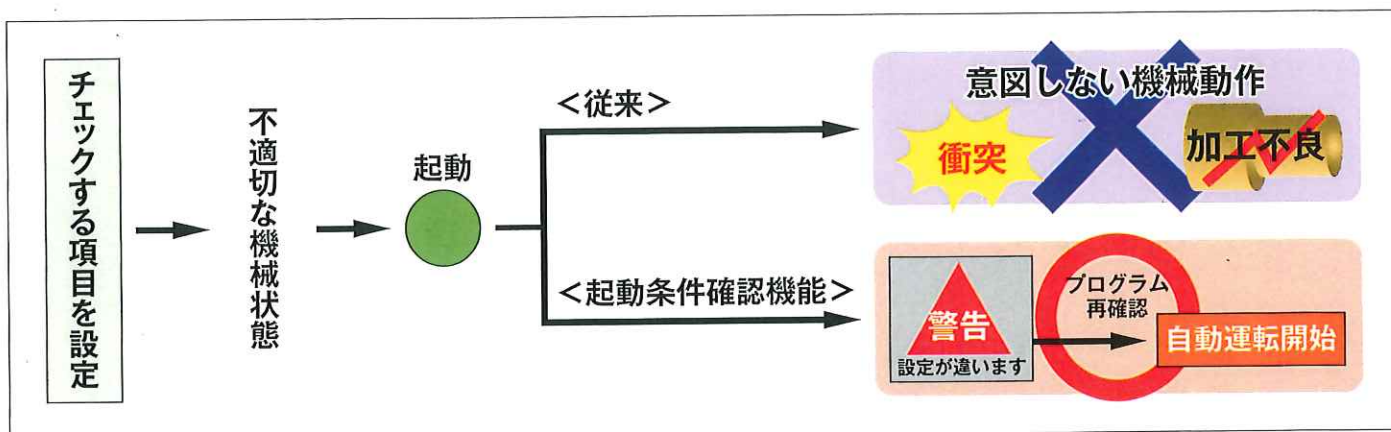 チェックする項目を設定
不適切な機械状態
起動
<従来>
意図しない機械動作
衝突
加工不良
<起動条件確認機能>
警告
設定が違います
プログラム
再確認
自動運転開始